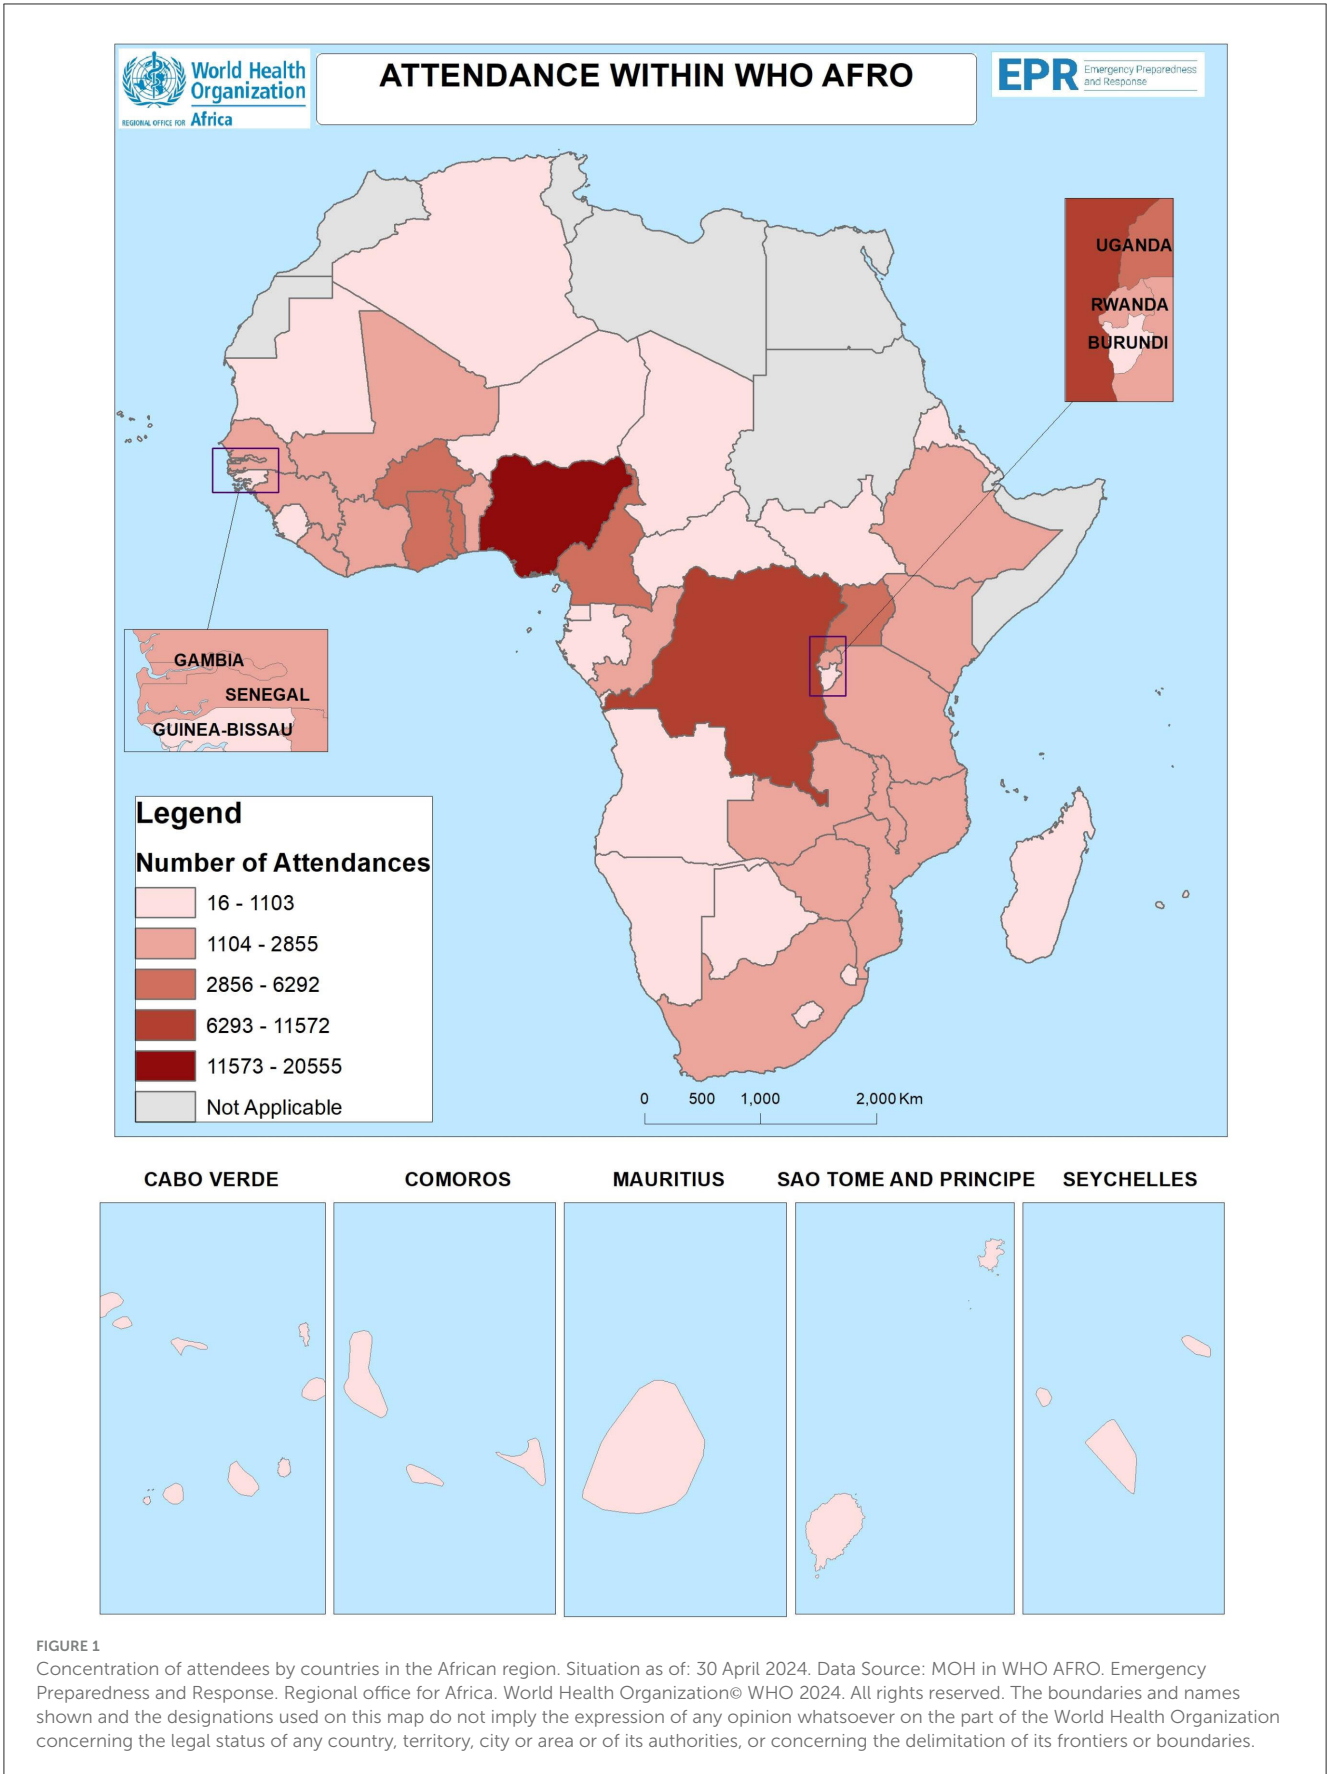 World Health
Organization
REGIONAL OFFICE FOR Africa
ATTENDANCE WITHIN WHO AFRO
EPR Emergency Preparedness
and Response
UGANDA
RWANDA
BURUNDI
GAMBIA
SENEGAL
GUINEA-BISSAU
Legend
Number of Attendances
16 - 1103
1104 - 2855
2856 - 6292
6293 - 11572
11573 - 20555
Not Applicable
0 500 1,000 2,000 Km
CABO VERDE
COMOROS
MAURITIUS
SAO TOME AND PRINCIPE
SEYCHELLES
FIGURE 1
Concentration of attendees by countries in the African region. Situation as of: 30 April 2024. Data Source: MOH in WHO AFRO. Emergency
Preparedness and Response. Regional office for Africa. World Health Organization© WHO 2024. All rights reserved. The boundaries and names
shown and the designations used on this map do not imply the expression of any opinion whatsoever on the part of the World Health Organization
concerning the legal status of any country, territory, city or area or of its authorities, or concerning the delimitation of its frontiers or boundaries.